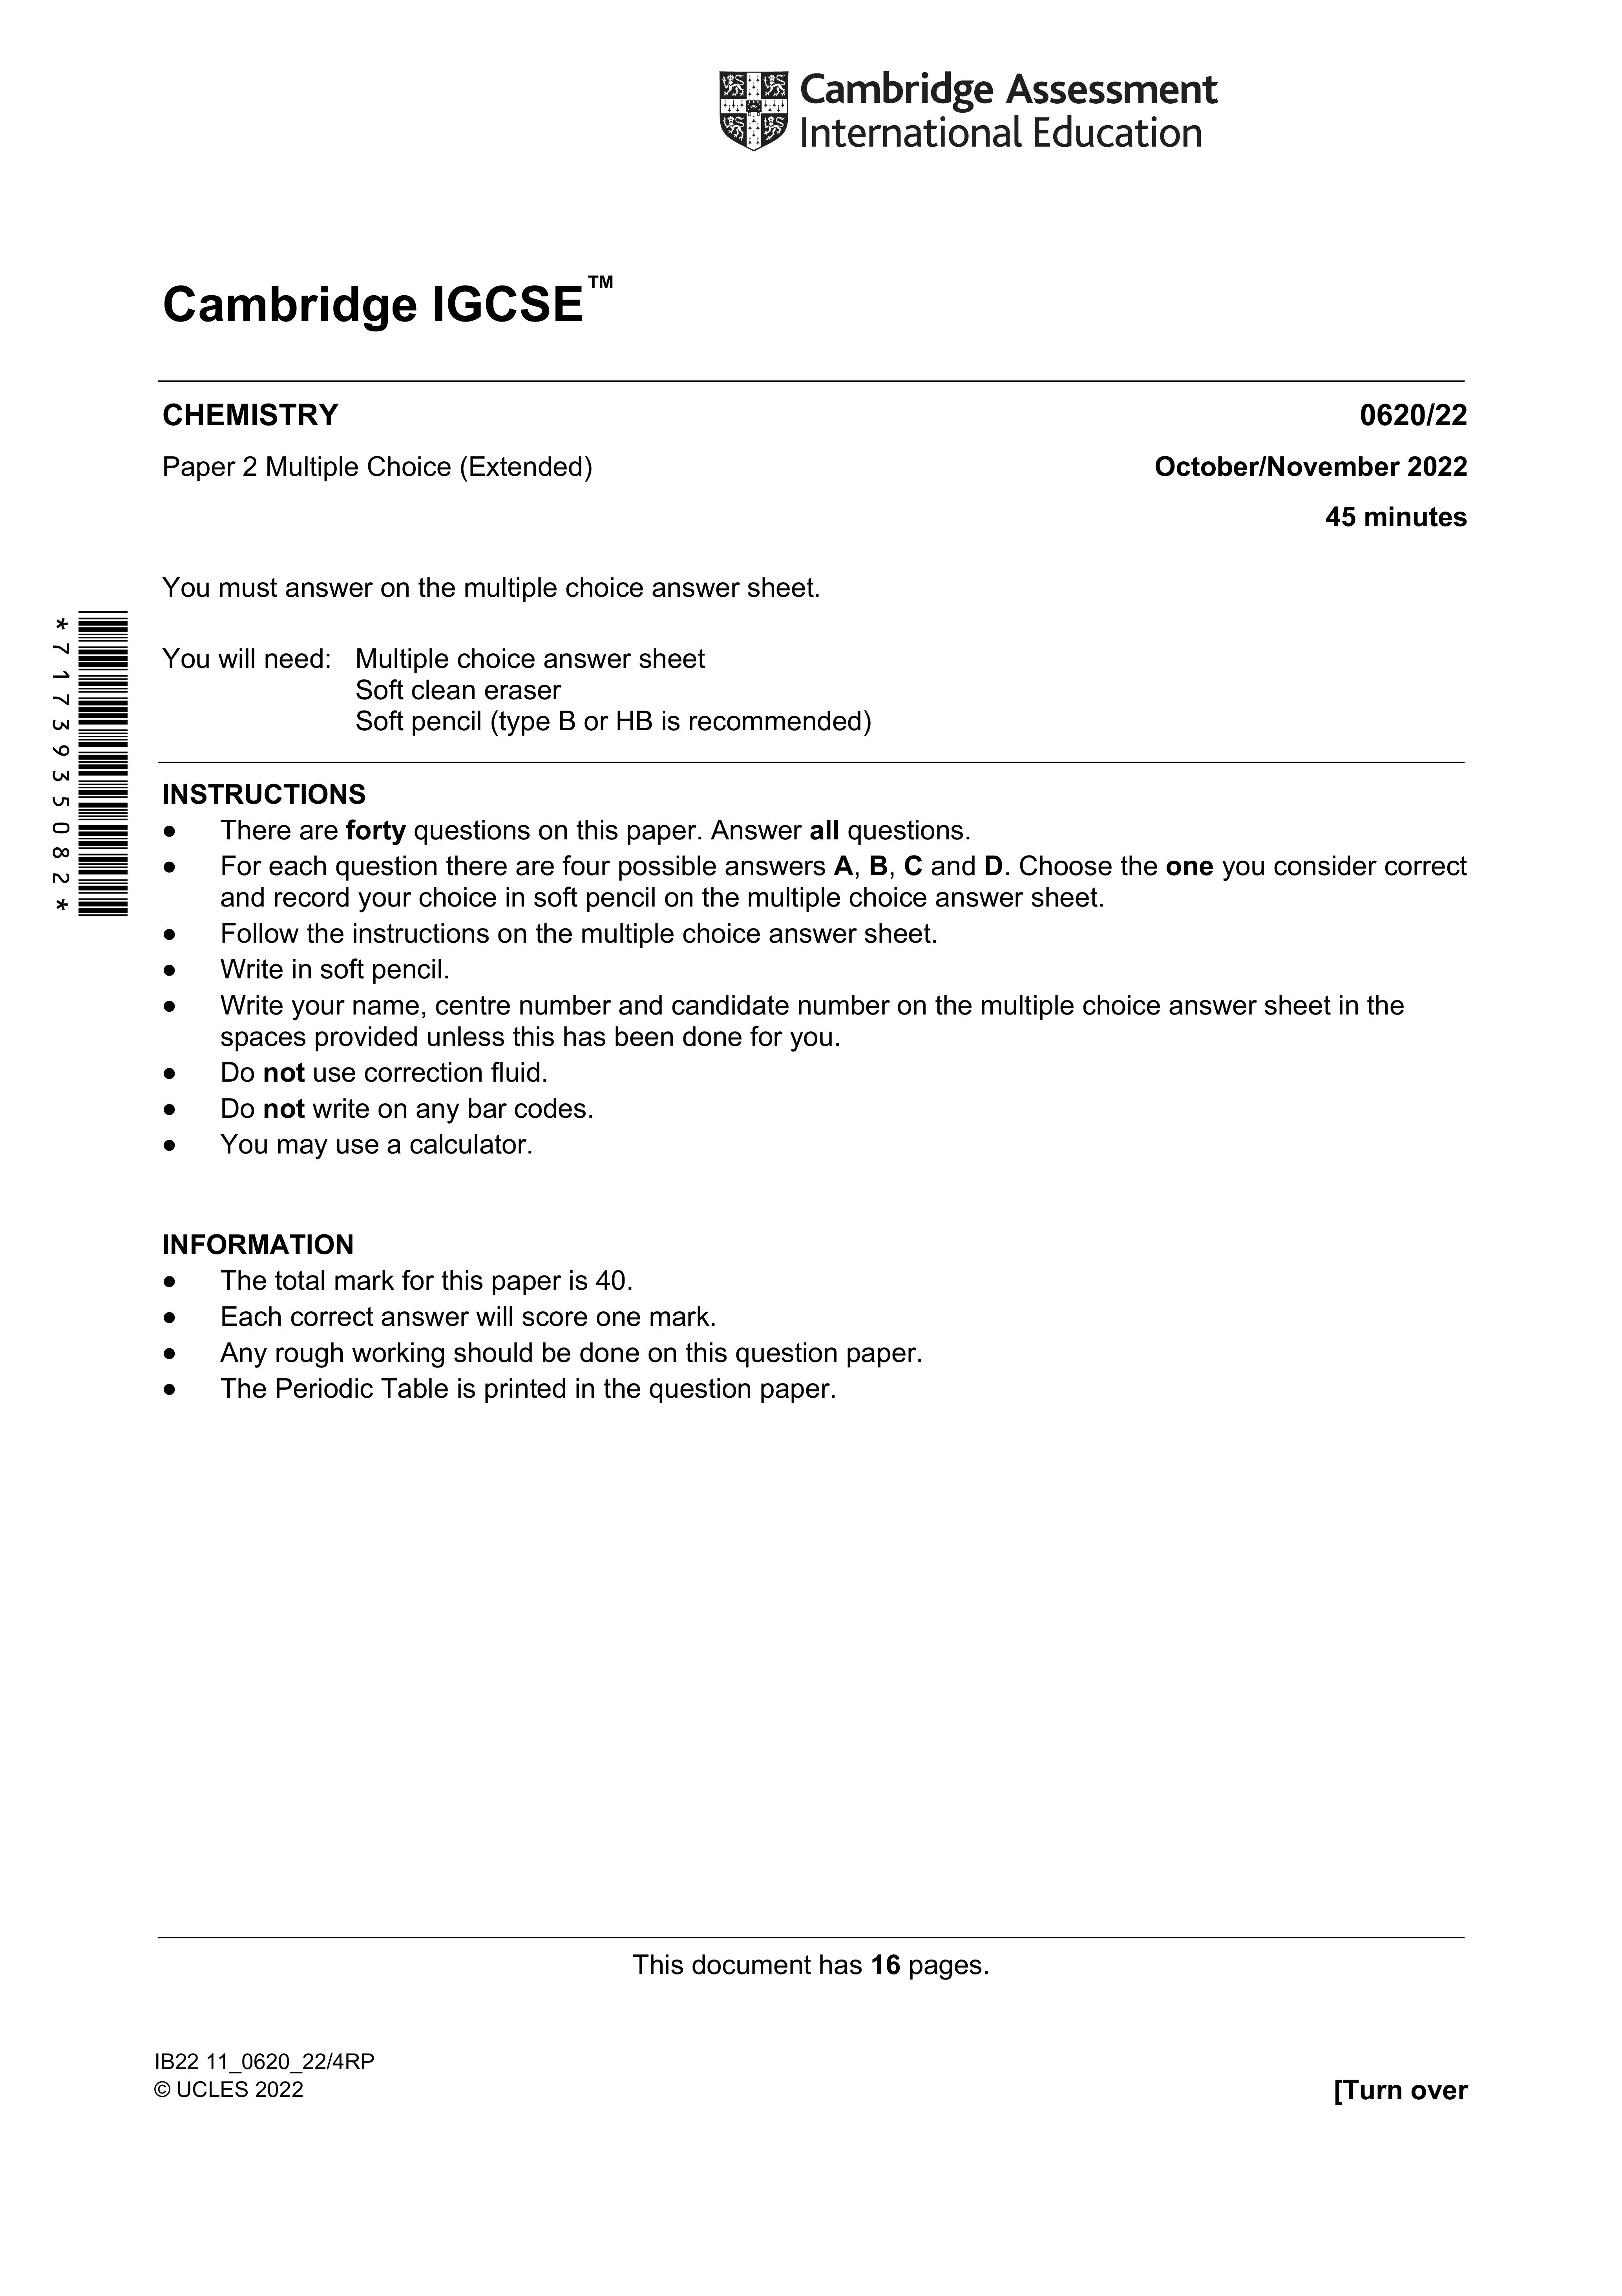 Cambridge Assessment
International Education
Cambridge IGCSE™
CHEMISTRY 0620/22
Paper 2 Multiple Choice (Extended) October/November 2022
45 minutes
You must answer on the multiple choice answer sheet.
You will need: Multiple choice answer sheet
Soft clean eraser
Soft pencil (type B or HB is recommended)
*7173935082*
INSTRUCTIONS
● There are forty questions on this paper. Answer all questions.
● For each question there are four possible answers A, B, C and D. Choose the one you consider correct
and record your choice in soft pencil on the multiple choice answer sheet.
● Follow the instructions on the multiple choice answer sheet.
● Write in soft pencil.
● Write your name, centre number and candidate number on the multiple choice answer sheet in the
spaces provided unless this has been done for you.
● Do not use correction fluid.
● Do not write on any bar codes.
● You may use a calculator.
INFORMATION
● The total mark for this paper is 40.
● Each correct answer will score one mark.
● Any rough working should be done on this question paper.
● The Periodic Table is printed in the question paper.
This document has 16 pages.
IB22 11_0620_22/4RP
© UCLES 2022
[Turn over